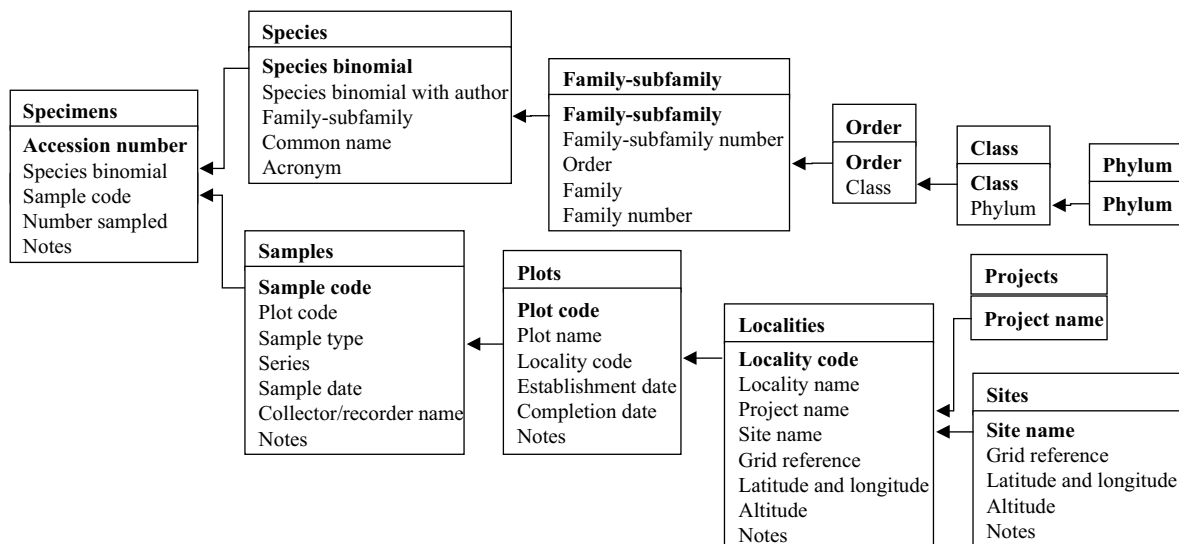 Specimens
Accession number
Species binomial
Sample code
Number sampled
Notes
Species
Species binomial
Species binomial with author
Family-subfamily
Common name
Acronym
Family-subfamily
Family-subfamily
Family-subfamily number
Order
Family
Family number
Order
Order
Class
Class
Class
Phylum
Phylum
Phylum
Samples
Sample code
Plot code
Sample type
Series
Sample date
Collector/recorder name
Notes
Plots
Plot code
Plot name
Locality code
Establishment date
Completion date
Notes
Localities
Locality code
Locality name
Project name
Site name
Grid reference
Latitude and longitude
Altitude
Notes
Projects
Project name
Sites
Site name
Grid reference
Latitude and longitude
Altitude
Notes